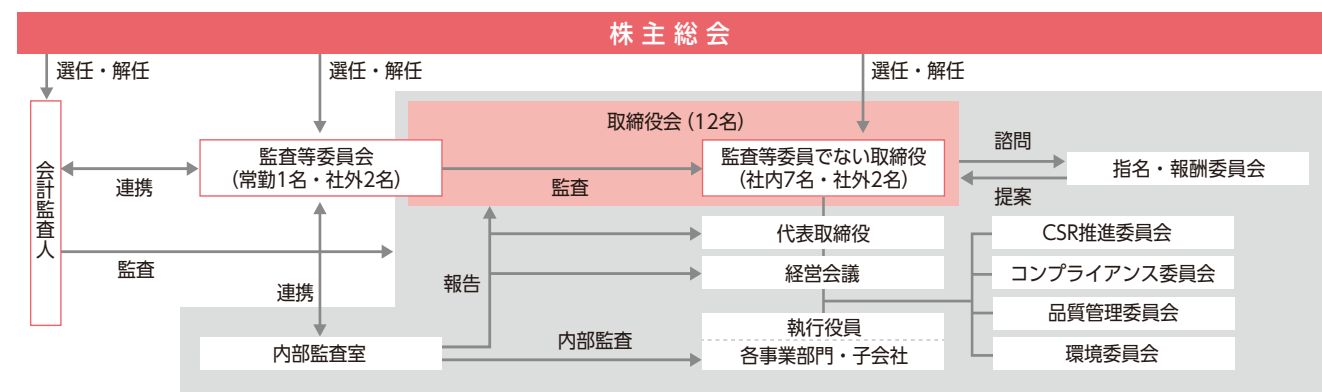 株主総会
選任・解任
選任・解任
選任・解任
取締役会（12名）
会計監査人
連携
監査等委員会
（常勤1名・社外2名）
監査
監査等委員でない取締役
（社内7名・社外2名）
諮問
提案
指名・報酬委員会
監査
連携
報告
代表取締役
経営会議
執行役員
各事業部門・子会社
CSR推進委員会
コンプライアンス委員会
品質管理委員会
環境委員会
内部監査室
内部監査